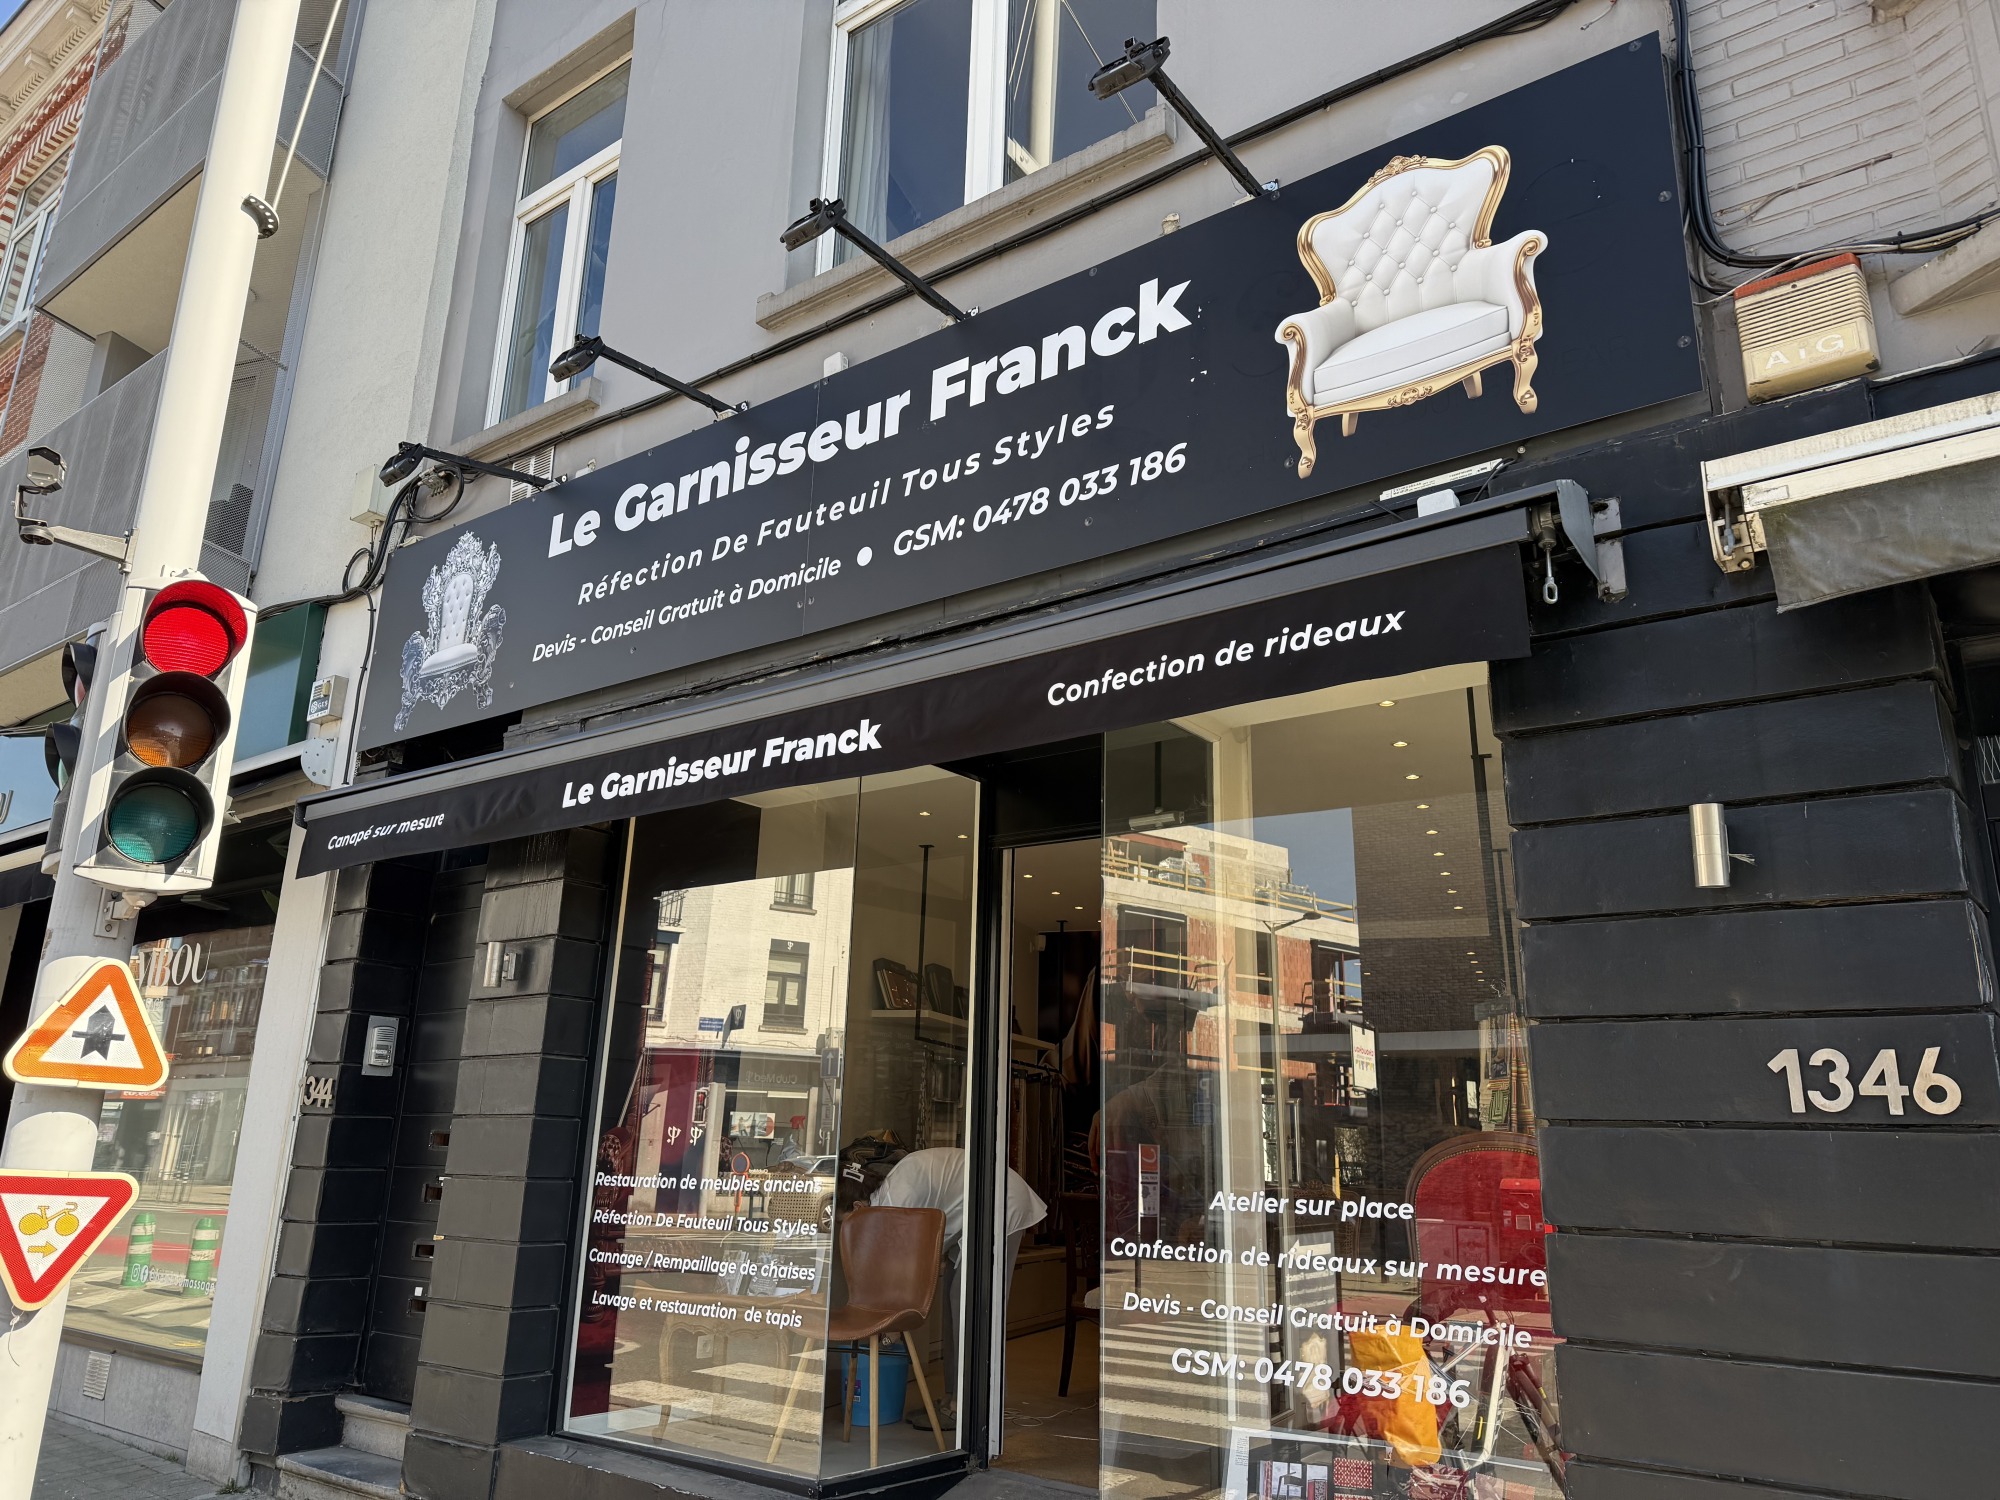 Le Garnisseur Franck
Réfection De Fauteuil Tous Styles
Devis - Conseil Gratuit à Domicile • GSM: 0478 033 186
AiG
Canapé sur mesure
Le Garnisseur Franck
Confection de rideaux
1344
1346
Restauration de meubles anciens
Réfection De Fauteuil Tous Styles
Cannage / Rempaillage de chaises
Lavage et restauration de tapis
Atelier sur place
Confection de rideaux sur mesure
Devis - Conseil Gratuit à Domicile
GSM: 0478 033 186